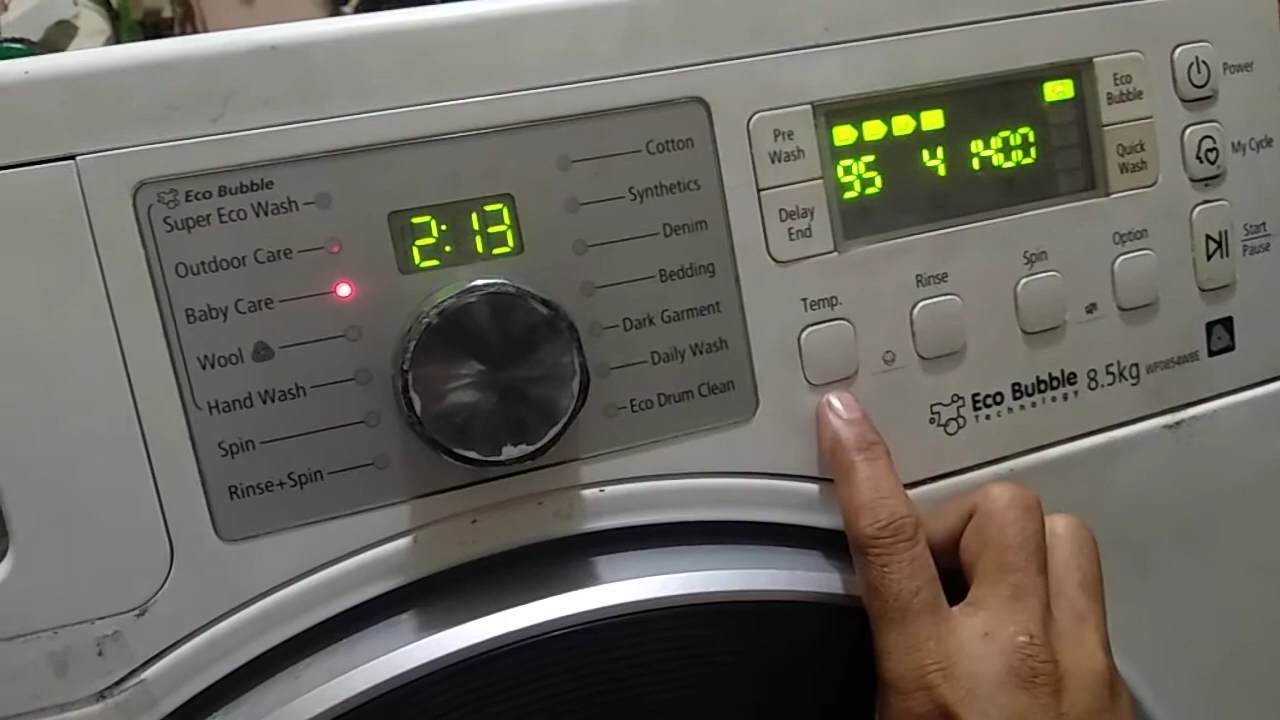 Eco Bubble
Super Eco Wash
Outdoor Care
Baby Care
Wool
Hand Wash
Spin
Rinse+Spin
2:13
Cotton
Synthetics
Denim
Bedding
Dark Garment
Daily Wash
Eco Drum Clean
Pre
Wash
Delay
End
95 4 1400
Eco
Bubble
Quick
Wash
Power
My Cycle
Start
Pause
Temp.
Rinse
Spin
Option
Eco Bubble
Technology
8.5kg
WF0854W8E